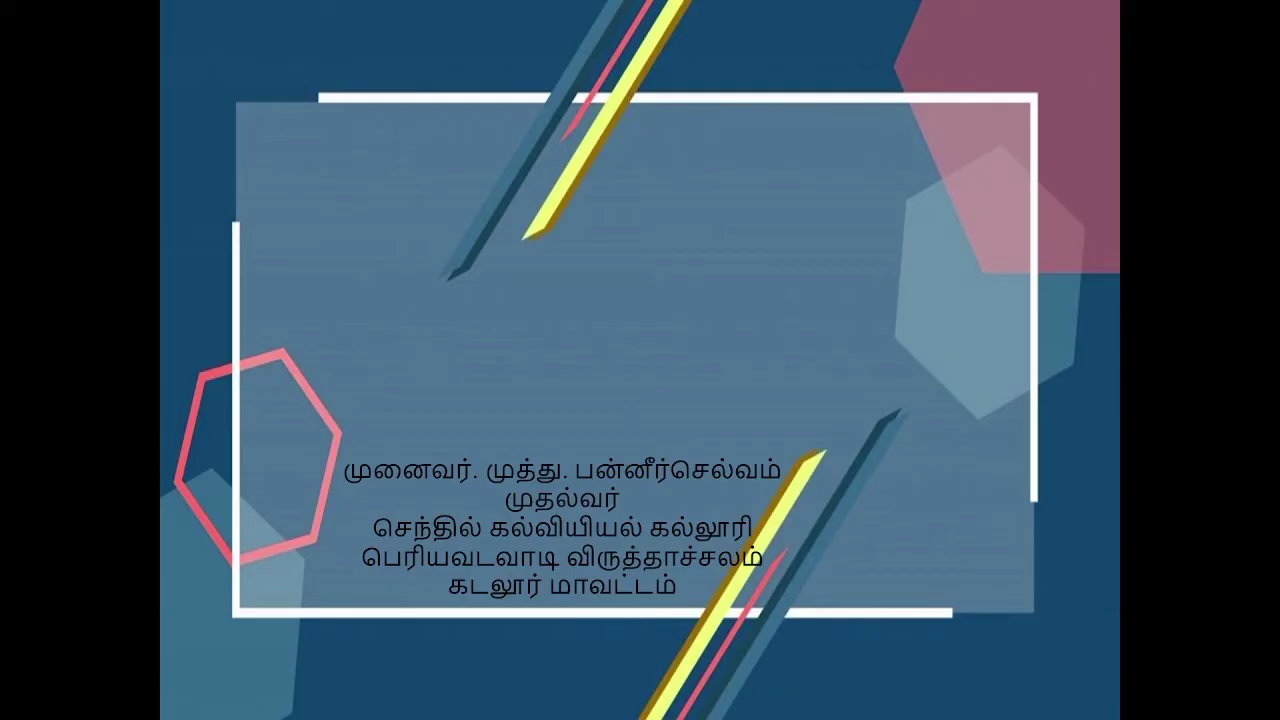 முனைவர். முத்து. பன்னீர்செல்வம்
முதல்வர்
செந்தில் கல்வியியல் கல்லூரி
பெரியவடவாடி விருத்தாச்சலம்
கடலூர் மாவட்டம்